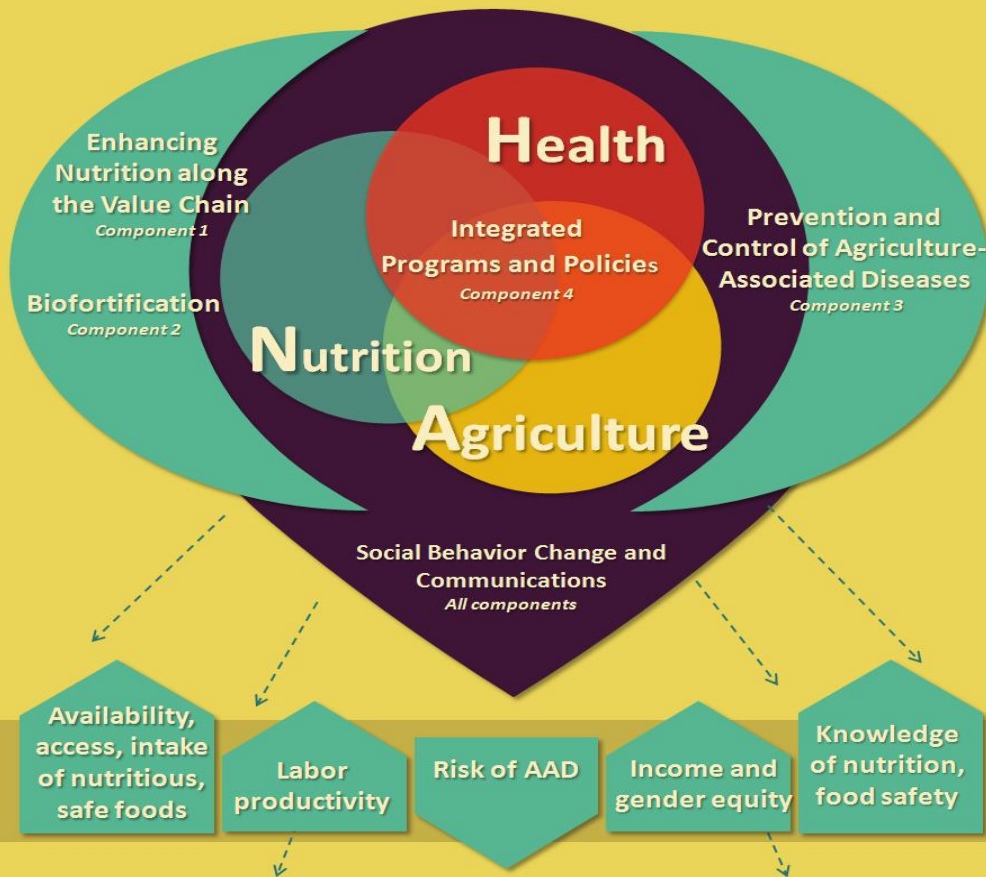 Enhancing
Nutrition along
the Value Chain
Component 1
Biofortification
Component 2
Health
Integrated
Programs and Policies
Component 4
Nutrition
Agriculture
Prevention and
Control of Agriculture-
Associated Diseases
Component 3
Social Behavior Change and
Communications
All components
Availability,
access, intake
of nutritious,
safe foods
Labor
productivity
Risk of AAD
Income and
gender equity
Knowledge
of nutrition,
food safety